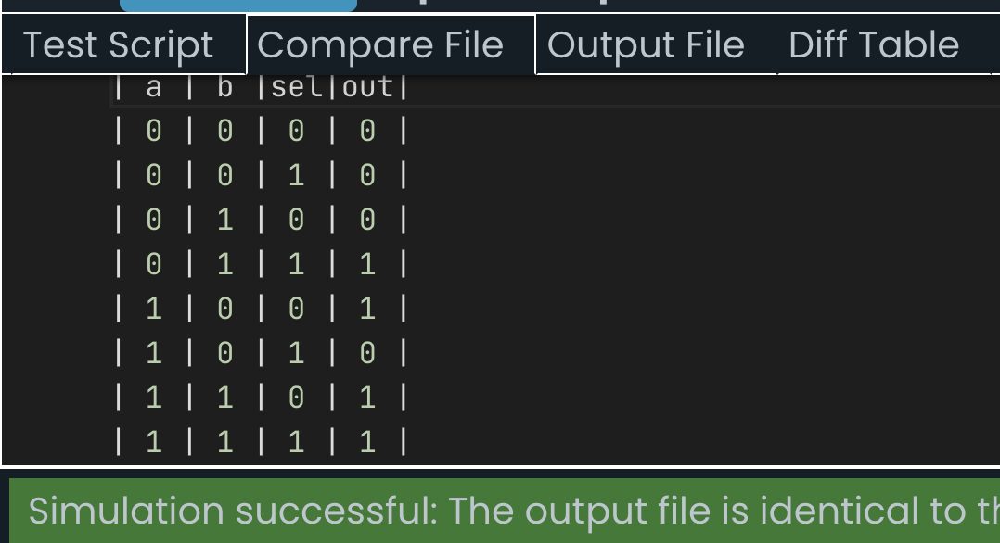 Test Script Compare File Output File Diff Table
| a | b |sel|out|
| 0 | 0 | 0 | 0 |
| 0 | 0 | 1 | 0 |
| 0 | 1 | 0 | 0 |
| 0 | 1 | 1 | 1 |
| 1 | 0 | 0 | 1 |
| 1 | 0 | 1 | 0 |
| 1 | 1 | 0 | 1 |
| 1 | 1 | 1 | 1 |
Simulation successful: The output file is identical to